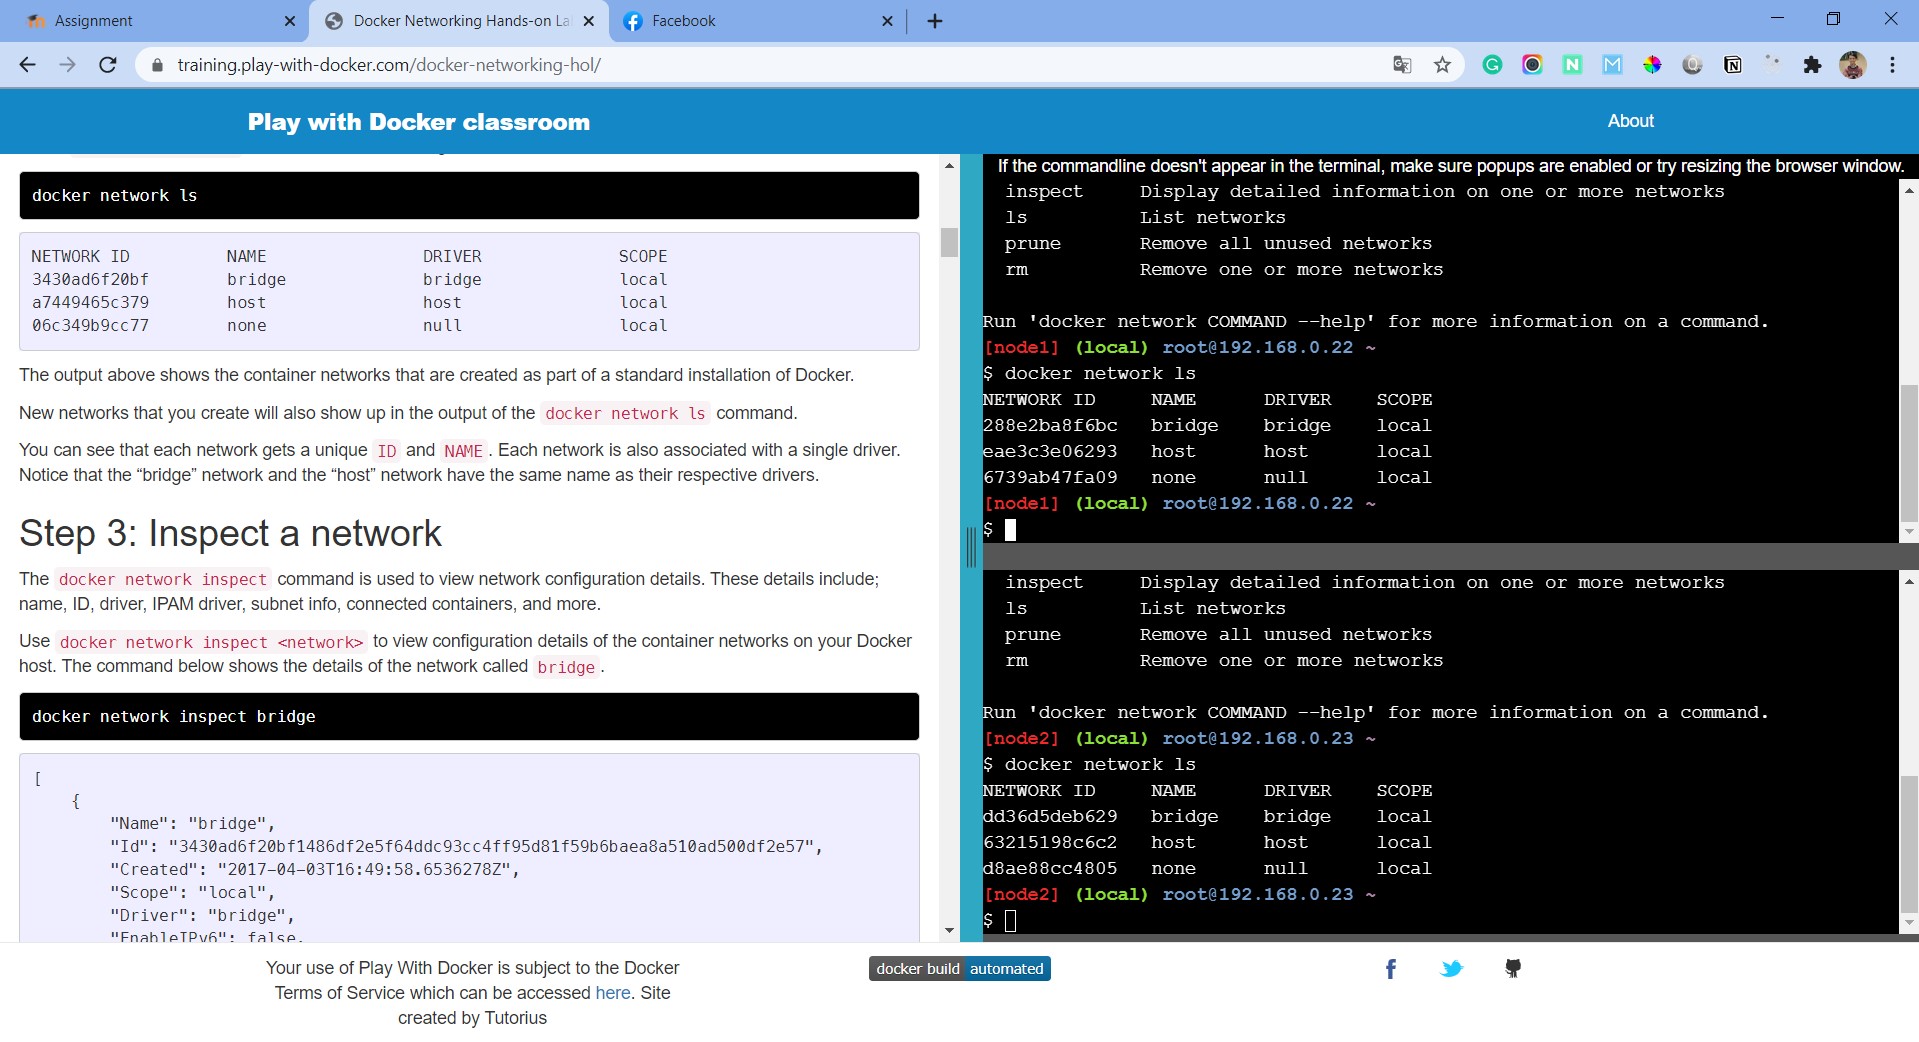 Assignment
Docker Networking Hands-on La
Facebook
training.play-with-docker.com/docker-networking-hol/
Play with Docker classroom
About
docker network ls
NETWORK ID NAME DRIVER SCOPE
3430ad6f20bf bridge bridge local
a7449465c379 host host local
06c349b9cc77 none null local
The output above shows the container networks that are created as part of a standard installation of Docker.
New networks that you create will also show up in the output of the docker network ls command.
You can see that each network gets a unique ID and NAME . Each network is also associated with a single driver.
Notice that the “bridge” network and the “host” network have the same name as their respective drivers.
Step 3: Inspect a network
The docker network inspect command is used to view network configuration details. These details include;
name, ID, driver, IPAM driver, subnet info, connected containers, and more.
Use docker network inspect <network> to view configuration details of the container networks on your Docker
host. The command below shows the details of the network called bridge .
docker network inspect bridge
[
{
"Name": "bridge",
"Id": "3430ad6f20bf1486df2e5f64ddc93cc4ff95d81f59b6baea8a510ad500df2e57",
"Created": "2017-04-03T16:49:58.6536278Z",
"Scope": "local",
"Driver": "bridge",
"EnableIPv6": false,
If the commandline doesn't appear in the terminal, make sure popups are enabled or try resizing the browser window.
inspect Display detailed information on one or more networks
ls List networks
prune Remove all unused networks
rm Remove one or more networks
Run 'docker network COMMAND --help' for more information on a command.
[node1] (local) root@192.168.0.22 ~
$ docker network ls
NETWORK ID NAME DRIVER SCOPE
288e2ba8f6bc bridge bridge local
eae3c3e06293 host host local
6739ab47fa09 none null local
[node1] (local) root@192.168.0.22 ~
$
inspect Display detailed information on one or more networks
ls List networks
prune Remove all unused networks
rm Remove one or more networks
Run 'docker network COMMAND --help' for more information on a command.
[node2] (local) root@192.168.0.23 ~
$ docker network ls
NETWORK ID NAME DRIVER SCOPE
dd36d5deb629 bridge bridge local
63215198c6c2 host host local
d8ae88cc4805 none null local
[node2] (local) root@192.168.0.23 ~
$
Your use of Play With Docker is subject to the Docker
Terms of Service which can be accessed here. Site
created by Tutorius
docker build automated